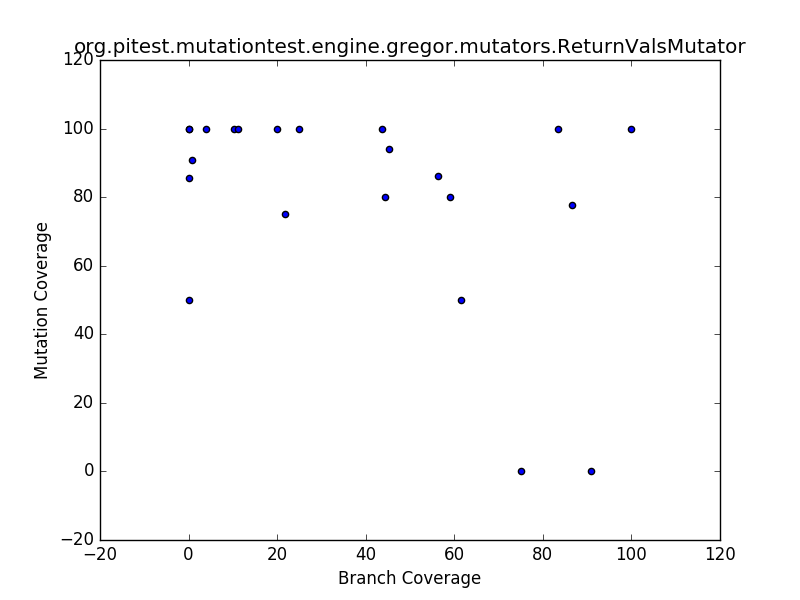 org.pitest.mutationtest.engine.gregor.mutators.ReturnValsMutator
120
100
80
60
40
20
0
−20
Mutation Coverage
−20 0 20 40 60 80 100 120
Branch Coverage